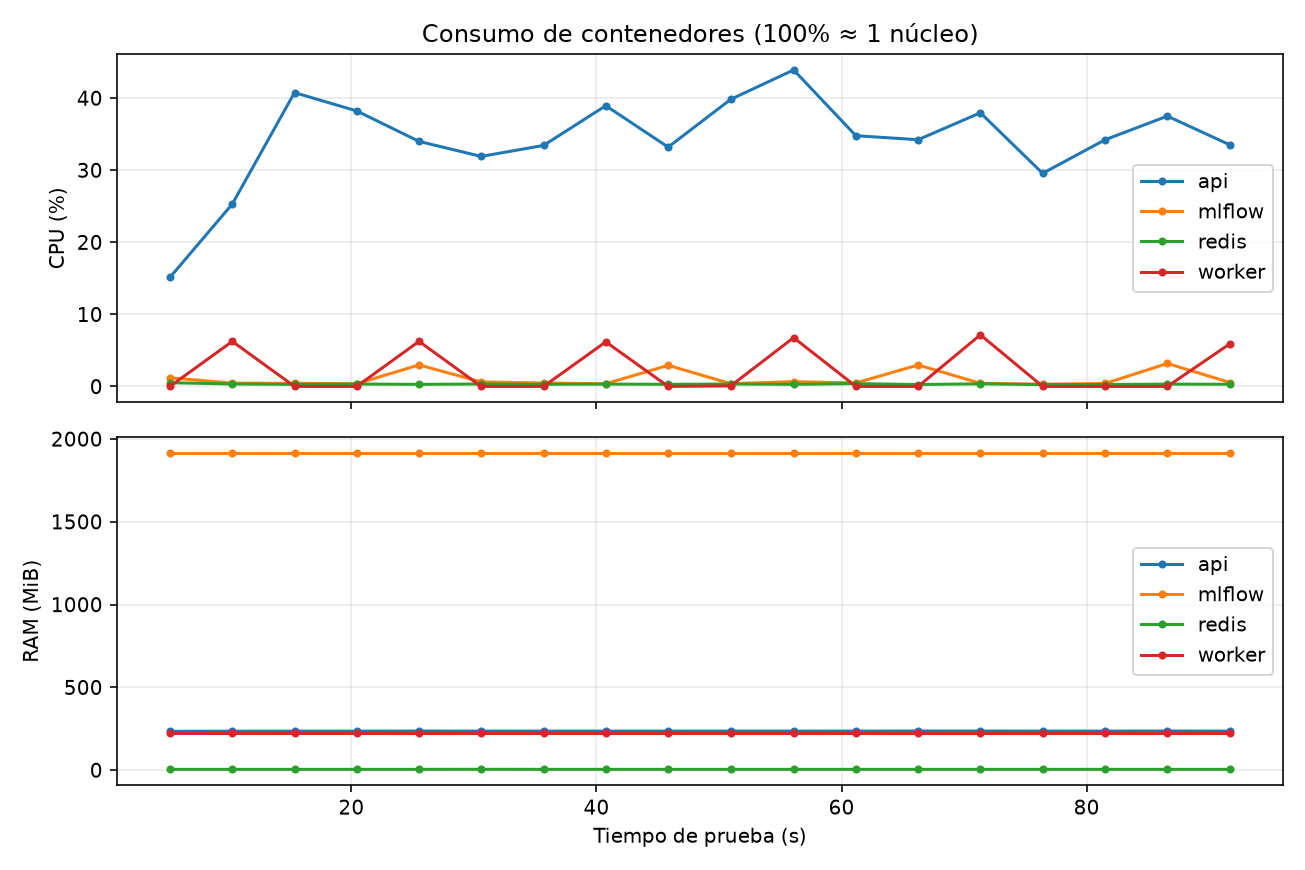 Consumo de contenedores (100% ≈ 1 núcleo)
CPU (%)
40
30
20
10
0
api
mlflow
redis
worker
RAM (MiB)
2000
1500
1000
500
0
api
mlflow
redis
worker
20
40
60
80
Tiempo de prueba (s)